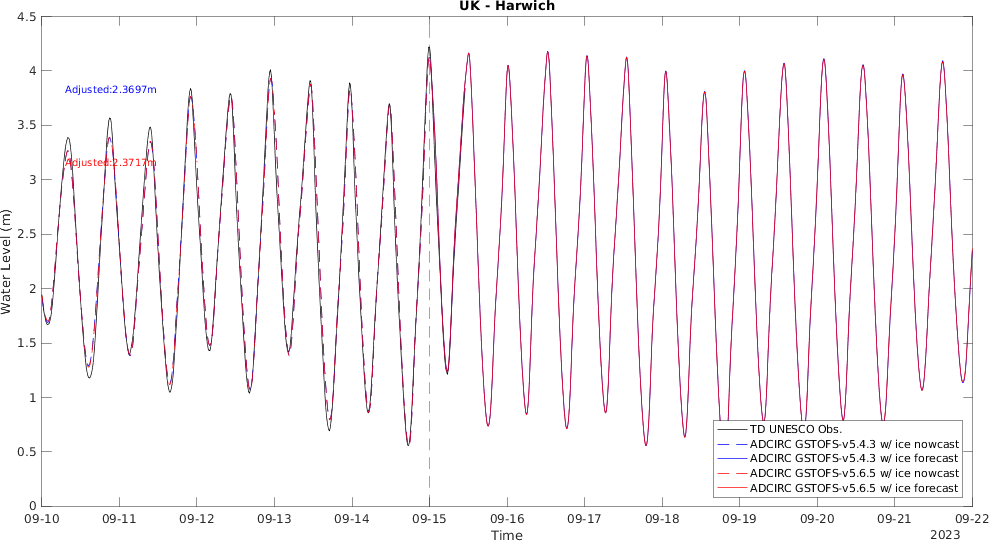 UK - Harwich
4.5
4
3.5
3
2.5
2
1.5
1
0.5
0
Water Level (m)
Adjusted:2.3697m
Adjusted:2.3717m
TD UNESCO Obs.
ADCIRC GSTOFS-v5.4.3 w/ ice nowcast
ADCIRC GSTOFS-v5.4.3 w/ ice forecast
ADCIRC GSTOFS-v5.6.5 w/ ice nowcast
ADCIRC GSTOFS-v5.6.5 w/ ice forecast
09-10 09-11 09-12 09-13 09-14 09-15 09-16 09-17 09-18 09-19 09-20 09-21 09-22
Time
2023